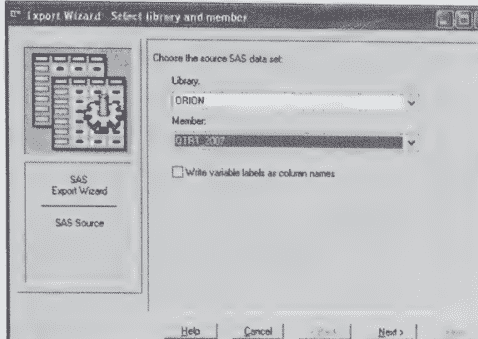 Export Wizard Select library and member
Choose the source SAS data set:
Library:
ORION
Member:
SAS
Export Wizard
Write variable labels as column names
SAS Source
Help Cancel Next >